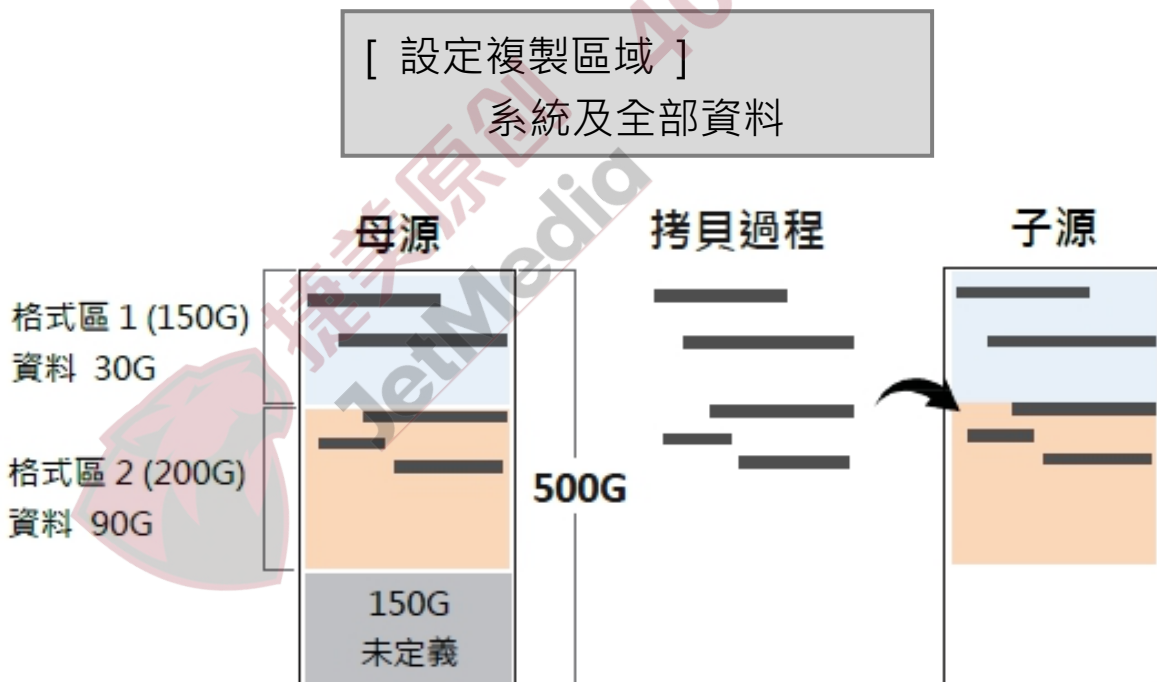 [ 設定複製區域 ]
系統及全部資料
母源
拷貝過程
子源
格式區 1 (150G)
資料 30G
格式區 2 (200G)
資料 90G
500G
150G
未定義
捷美原创
JetMedia